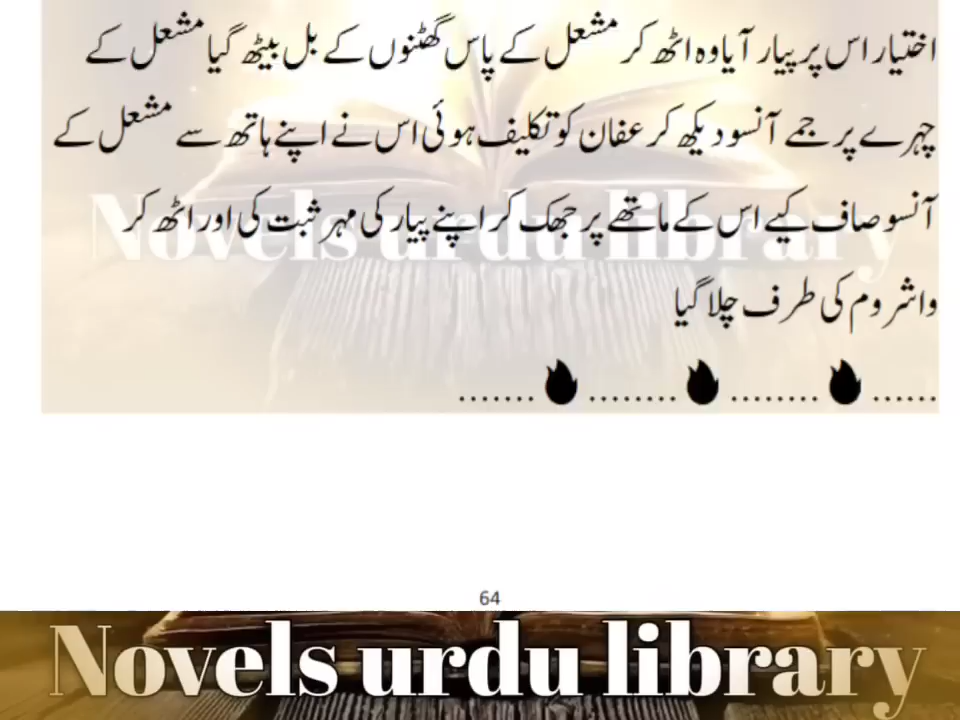 اختیار اس پر پیار آیا وہ اٹھ کر مشعل کے پاس گھٹنوں کے بل بیٹھ گیا مشعل کے
چہرے پر جمے آنسو دیکھ کر عفان کو تکلیف ہوئی اس نے اپنے ہاتھ سے مشعل کے
آنسو صاف کیے اس کے ماتھے پر جھک کر اپنے پیار کی مہر ثبت کی اور اٹھ کر
واشروم کی طرف چلا گیا
......🔥........🔥........🔥.......
Novels urdu library
64
Novels urdu library